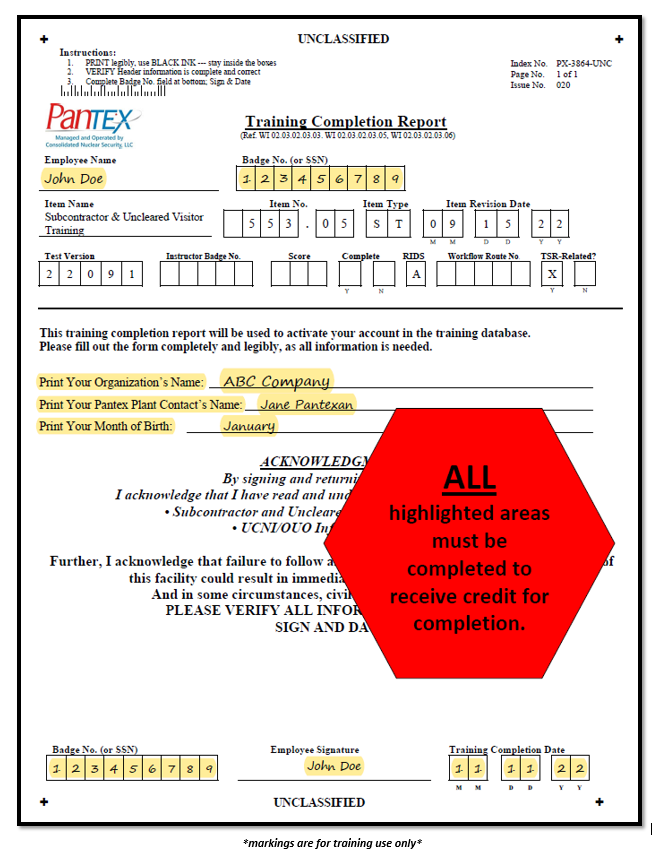 UNCLASSIFIED
Instructions:
1. PRINT legibly, use BLACK INK --- stay inside the boxes
2. VERIFY Header information is complete and correct
3. Complete Badge No. field at bottom; Sign & Date
Index No. PX-3864-UNC
Page No. 1 of 1
Issue No. 020
PanTEX
Managed and Operated by
Consolidated Nuclear Security, LLC
Training Completion Report
(Ref. WI 02.03.02.03.03. WI 02.03.02.03.05, WI 02.03.02.03.06)
Employee Name Badge No. (or SSN)
John Doe 1 2 3 4 5 6 7 8 9
Item Name Item No. Item Type Item Revision Date
Subcontractor & Uncleared Visitor
Training 5 5 3 . 0 5 S T 0 9 1 5 2 2
M M D D Y Y
Test Version Instructor Badge No. Score Complete RIDS Workflow Route No. TSR-Related?
2 2 0 9 1 A X
Y N Y N
This training completion report will be used to activate your account in the training database.
Please fill out the form completely and legibly, as all information is needed.
Print Your Organization's Name: ABC Company
Print Your Pantex Plant Contact's Name: Jane Pantexan
Print Your Month of Birth: January
By signing and
I acknowledge that I have read and
• Subcontractor and
• UCNI/OUO
Further, I acknowledge that failure to follow of
this facility could result in
And in some circumstances,
PLEASE VERIFY ALL
SIGN AND
ALL
highlighted areas
must be
completed to
receive credit for
completion.
Badge No. (or SSN) Employee Signature Training Completion Date
1 2 3 4 5 6 7 8 9 John Doe 1 1 1 1 2 2
M M D D Y Y
UNCLASSIFIED
*markings are for training use only*